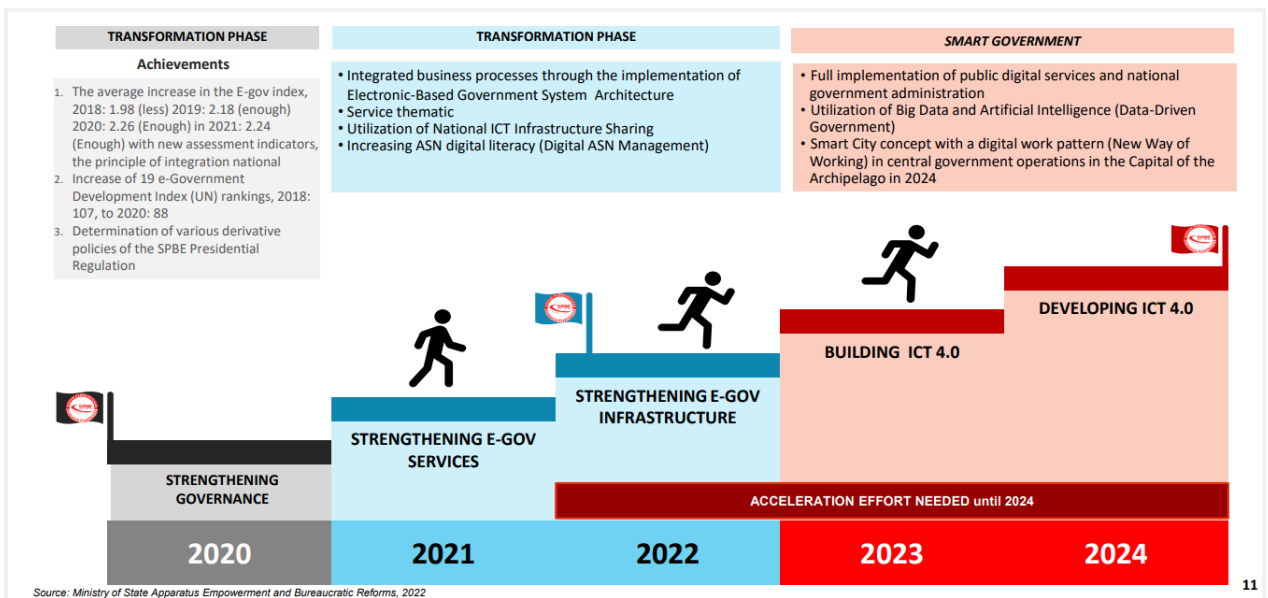 TRANSFORMATION PHASE
Achievements
1. The average increase in the E-gov index,
2018: 1.98 (less) 2019: 2.18 (enough)
2020: 2.26 (Enough) in 2021: 2.24
(Enough) with new assessment indicators,
the principle of integration national
2. Increase of 19 e-Government
Development Index (UN) rankings, 2018:
107, to 2020: 88
3. Determination of various derivative
policies of the SPBE Presidential
Regulation
TRANSFORMATION PHASE
• Integrated business processes through the implementation of
Electronic-Based Government System Architecture
• Service thematic
• Utilization of National ICT Infrastructure Sharing
• Increasing ASN digital literacy (Digital ASN Management)
SMART GOVERNMENT
• Full implementation of public digital services and national
government administration
• Utilization of Big Data and Artificial Intelligence (Data-Driven
Government)
• Smart City concept with a digital work pattern (New Way of
Working) in central government operations in the Capital of the
Archipelago in 2024
SPBE
STRENGTHENING
GOVERNANCE
STRENGTHENING E-GOV
SERVICES
SPBE
STRENGTHENING E-GOV
INFRASTRUCTURE
BUILDING ICT 4.0
SPBE
DEVELOPING ICT 4.0
ACCELERATION EFFORT NEEDED until 2024
2020
2021
2022
2023
2024
Source: Ministry of State Apparatus Empowerment and Bureaucratic Reforms, 2022
11